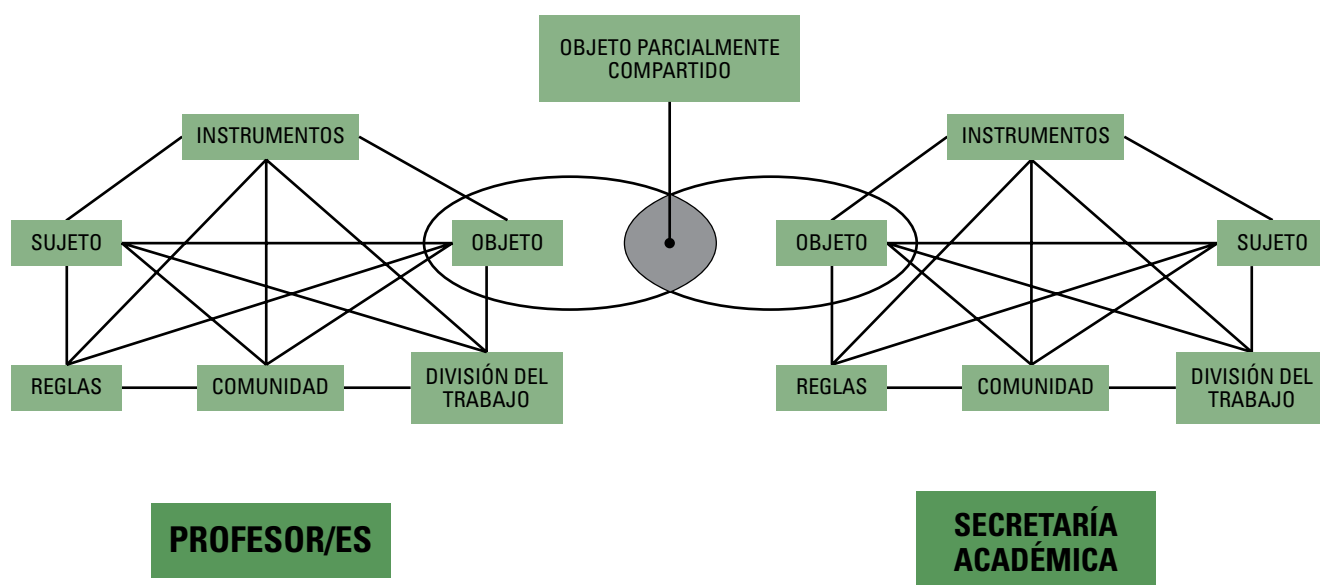 OBJETO PARCIALMENTE
COMPARTIDO
INSTRUMENTOS
INSTRUMENTOS
SUJETO
OBJETO
OBJETO
SUJETO
REGLAS
COMUNIDAD
DIVISIÓN DEL
TRABAJO
REGLAS
COMUNIDAD
DIVISIÓN DEL
TRABAJO
PROFESOR/ES
SECRETARÍA
ACADÉMICA